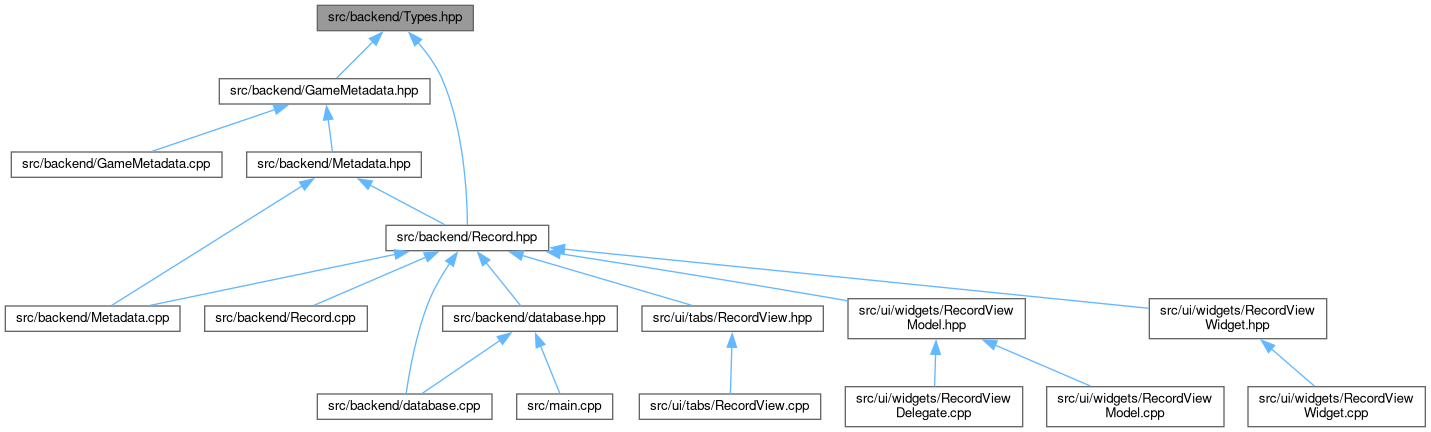 src/backend/Types.hpp
src/backend/GameMetadata.hpp
src/backend/GameMetadata.cpp
src/backend/Metadata.hpp
src/backend/Record.hpp
src/backend/Metadata.cpp
src/backend/Record.cpp
src/backend/database.hpp
src/ui/tabs/RecordView.hpp
src/ui/widgets/RecordView
Model.hpp
src/ui/widgets/RecordView
Widget.hpp
src/backend/database.cpp
src/main.cpp
src/ui/tabs/RecordView.cpp
src/ui/widgets/RecordView
Delegate.cpp
src/ui/widgets/RecordView
Model.cpp
src/ui/widgets/RecordView
Widget.cpp